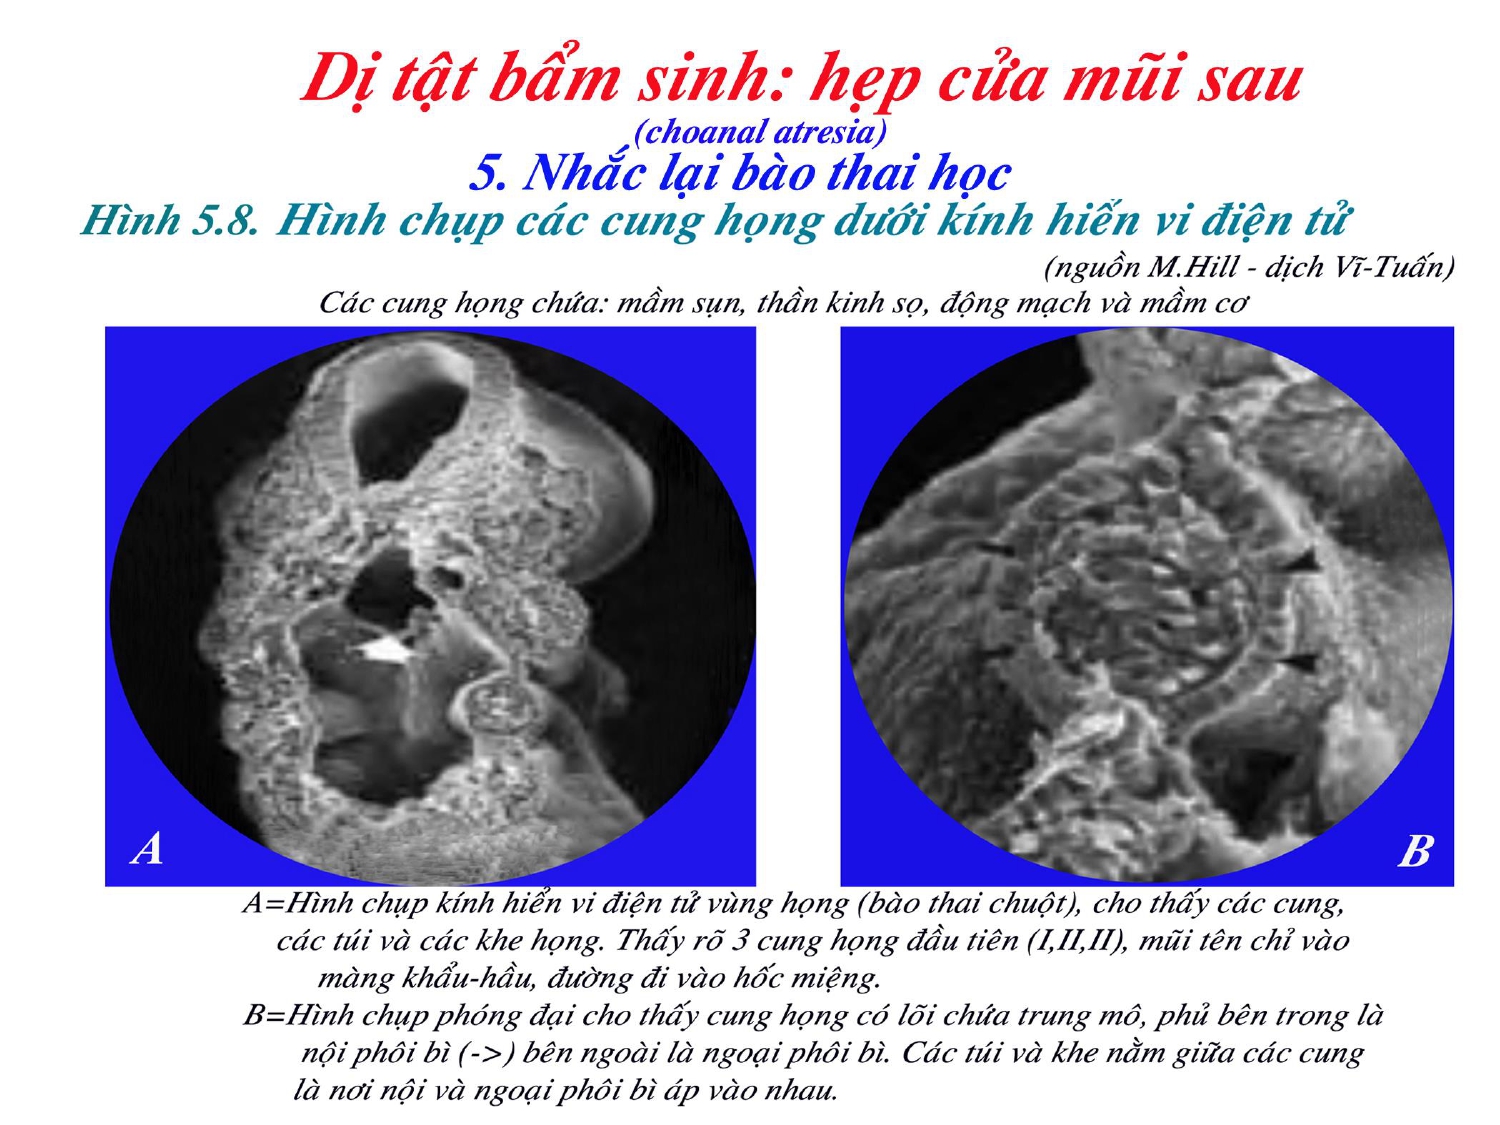 Dị tật bẩm sinh: hẹp cửa mũi sau
(choanal atresia)
5. Nhắc lại bào thai học
Hình 5.8. Hình chụp các cung họng dưới kính hiển vi điện tử
(nguồn M.Hill - dịch Vĩ-Tuấn)
Các cung họng chứa: mầm sụn, thần kinh sọ, động mạch và mầm cơ
A
B
A=Hình chụp kính hiển vi điện tử vùng họng (bào thai chuột), cho thấy các cung,
các túi và các khe họng. Thấy rõ 3 cung họng đầu tiên (I,II,II), mũi tên chỉ vào
màng khẩu-hầu, đường đi vào hốc miệng.
B=Hình chụp phóng đại cho thấy cung họng có lõi chứa trung mô, phủ bên trong là
nội phôi bì (->) bên ngoài là ngoại phôi bì. Các túi và khe nằm giữa các cung
là nơi nội và ngoại phôi bì áp vào nhau.